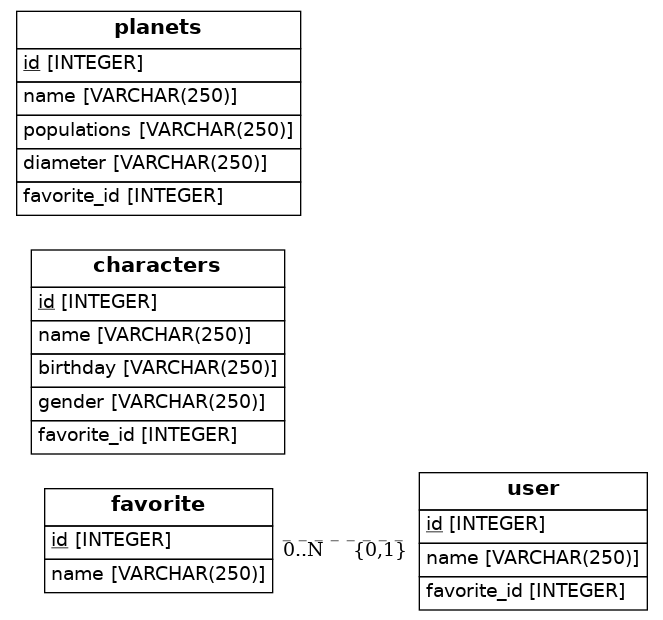 planets
id [INTEGER]
name [VARCHAR(250)]
populations [VARCHAR(250)]
diameter [VARCHAR(250)]
favorite_id [INTEGER]
characters
id [INTEGER]
name [VARCHAR(250)]
birthday [VARCHAR(250)]
gender [VARCHAR(250)]
favorite_id [INTEGER]
favorite
id [INTEGER]
name [VARCHAR(250)]
0..N {0,1}
user
id [INTEGER]
name [VARCHAR(250)]
favorite_id [INTEGER]